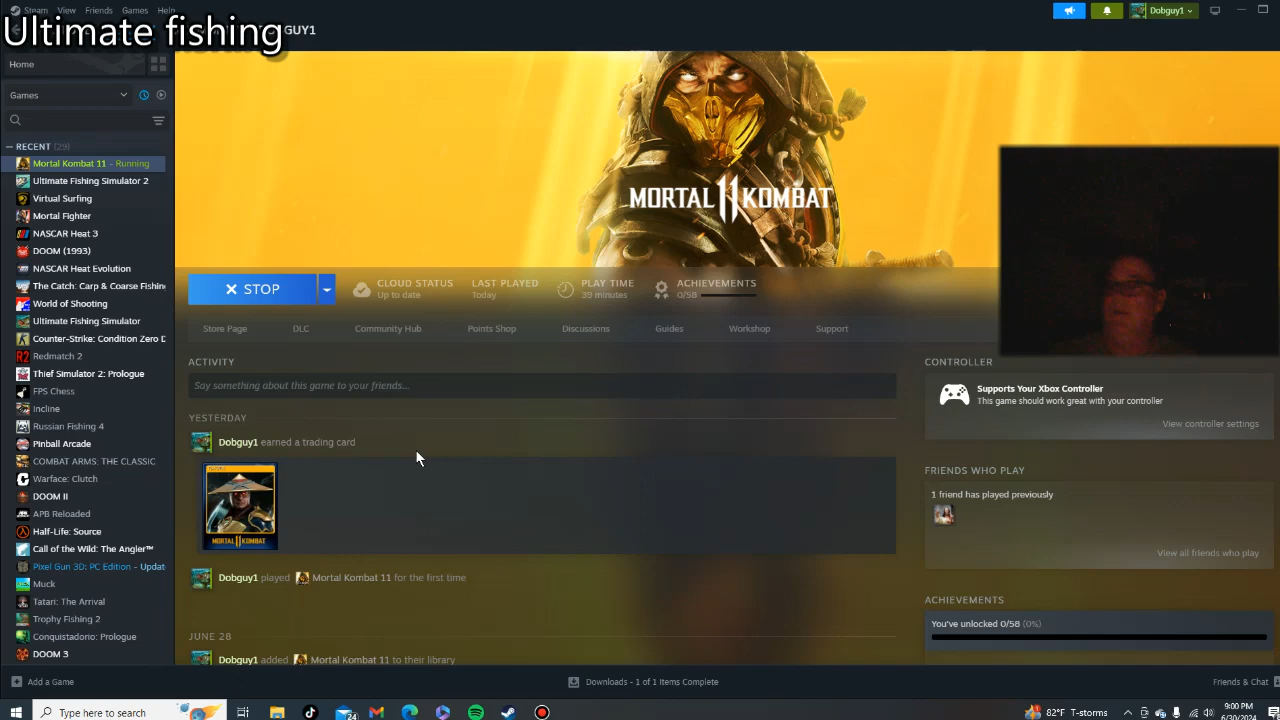 Steam View Friends Games Help
Dobguy1
Ultimate fishing
GUY1
Home
Games
RECENT (29)
Mortal Kombat 11 – Running
Ultimate Fishing Simulator 2
Virtual Surfing
Mortal Fighter
NASCAR Heat 3
DOOM (1993)
NASCAR Heat Evolution
The Catch: Carp & Coarse Fishin
World of Shooting
Ultimate Fishing Simulator
Counter-Strike: Condition Zero D
Redmatch 2
Thief Simulator 2: Prologue
FPS Chess
Incline
Russian Fishing 4
Pinball Arcade
COMBAT ARMS: THE CLASSIC
Warface: Clutch
DOOM II
APB Reloaded
Half-Life: Source
Call of the Wild: The Angler™
Pixel Gun 3D: PC Edition - Updat
Muck
Tatari: The Arrival
Trophy Fishing 2
Conquistadorio: Prologue
DOOM 3
MORTAL KOMBAT
11
STOP
CLOUD STATUS
Up to date
LAST PLAYED
Today
PLAY TIME
39 minutes
ACHIEVEMENTS
0/58
Store Page DLC Community Hub Points Shop Discussions Guides Workshop Support
ACTIVITY
Say something about this game to your friends...
YESTERDAY
Dobguy1 earned a trading card
MORTAL KOMBAT
Dobguy1 played Mortal Kombat 11 for the first time
JUNE 28
Dobguy1 added Mortal Kombat 11 to their library
CONTROLLER
Supports Your Xbox Controller
This game should work great with your controller
View controller settings
FRIENDS WHO PLAY
1 friend has played previously
View all friends who play
ACHIEVEMENTS
You've unlocked 0/58 (0%)
Add a Game
Downloads - 1 of 1 Items Complete
Friends & Chat
Type here to search
24
82°F T-storms
9:00 PM
6/30/2024